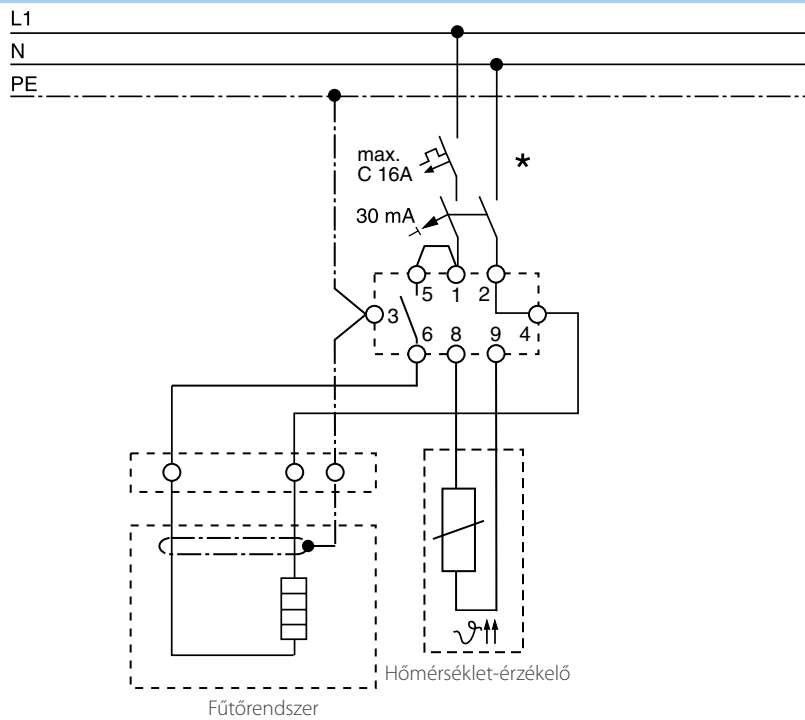 L1
N
PE
max.
C 16A
*
30 mA
5 1 2
3
6 8 9 4
ϑ
Hőmérséklet-érzékelő
Fűtőrendszer